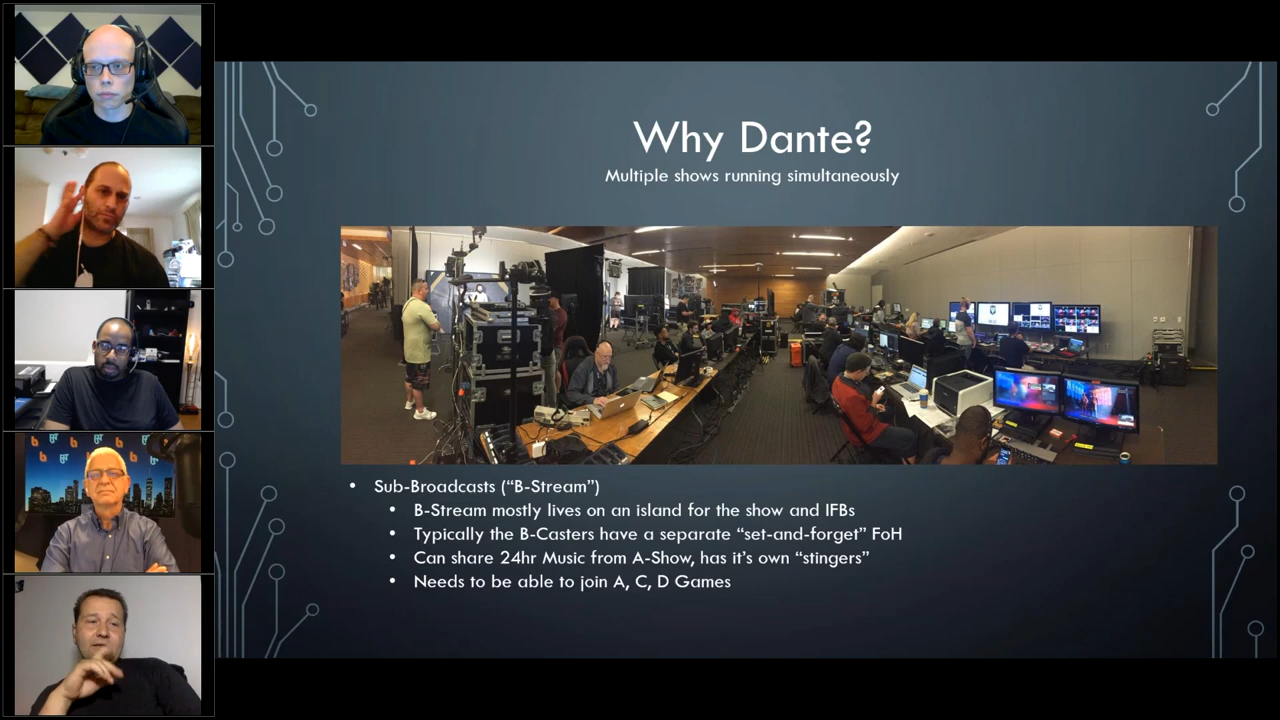 Why Dante?
Multiple shows running simultaneously
• Sub-Broadcasts (“B-Stream”)
• B-Stream mostly lives on an island for the show and IFBs
• Typically the B-Casters have a separate “set-and-forget” FoH
• Can share 24hr Music from A-Show, has it’s own “stingers”
• Needs to be able to join A, C, D Games